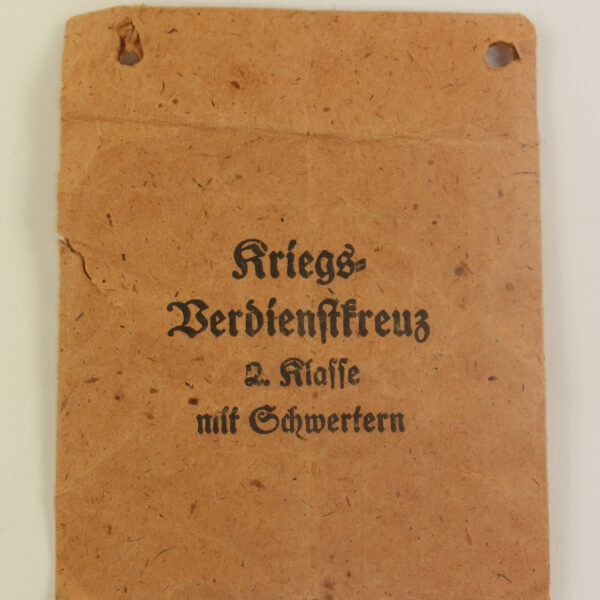 Kriegs-
Verdienstkreuz
2. Klasse
mit Schwertern